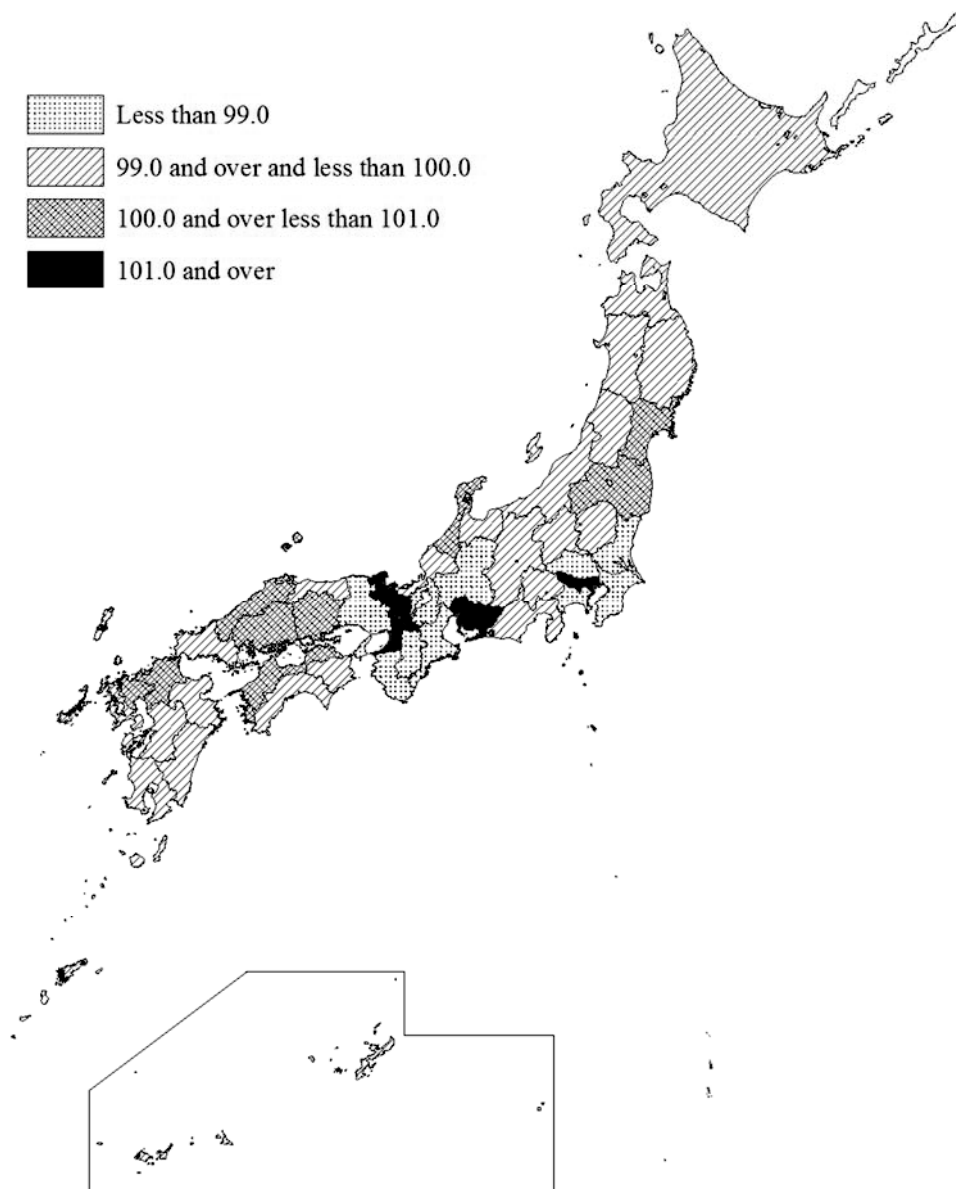 Less than 99.0
99.0 and over and less than 100.0
100.0 and over less than 101.0
101.0 and over